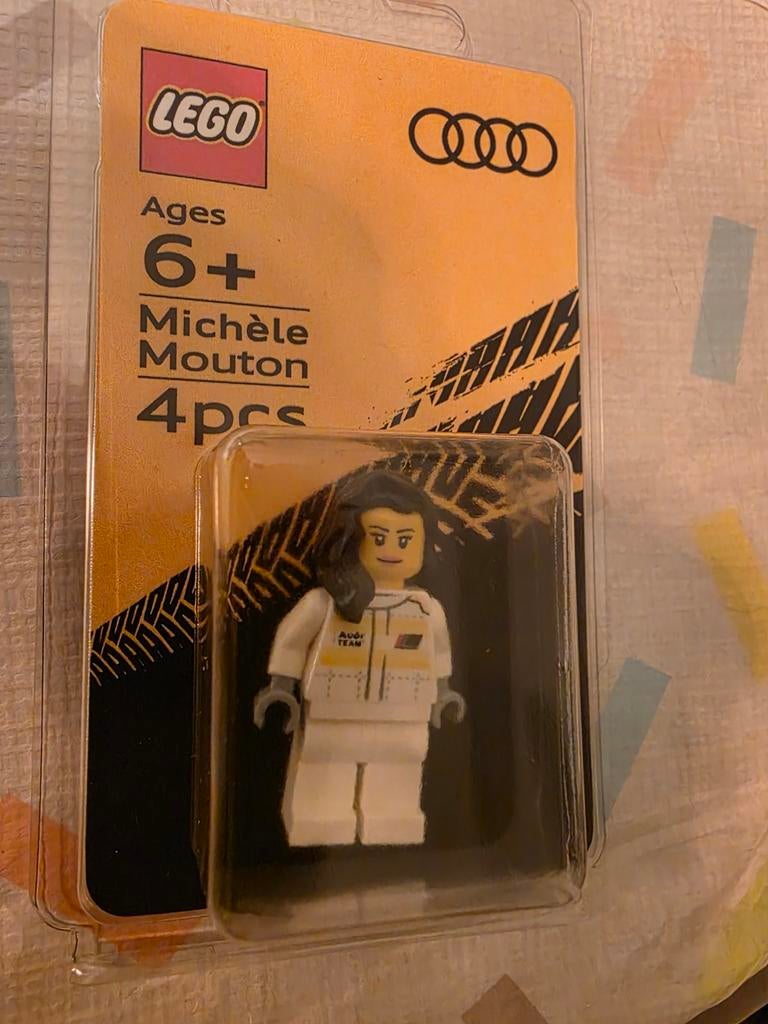 LEGO
Ages
6+
Michèle
Mouton
4pcs
AUDI
TEAM